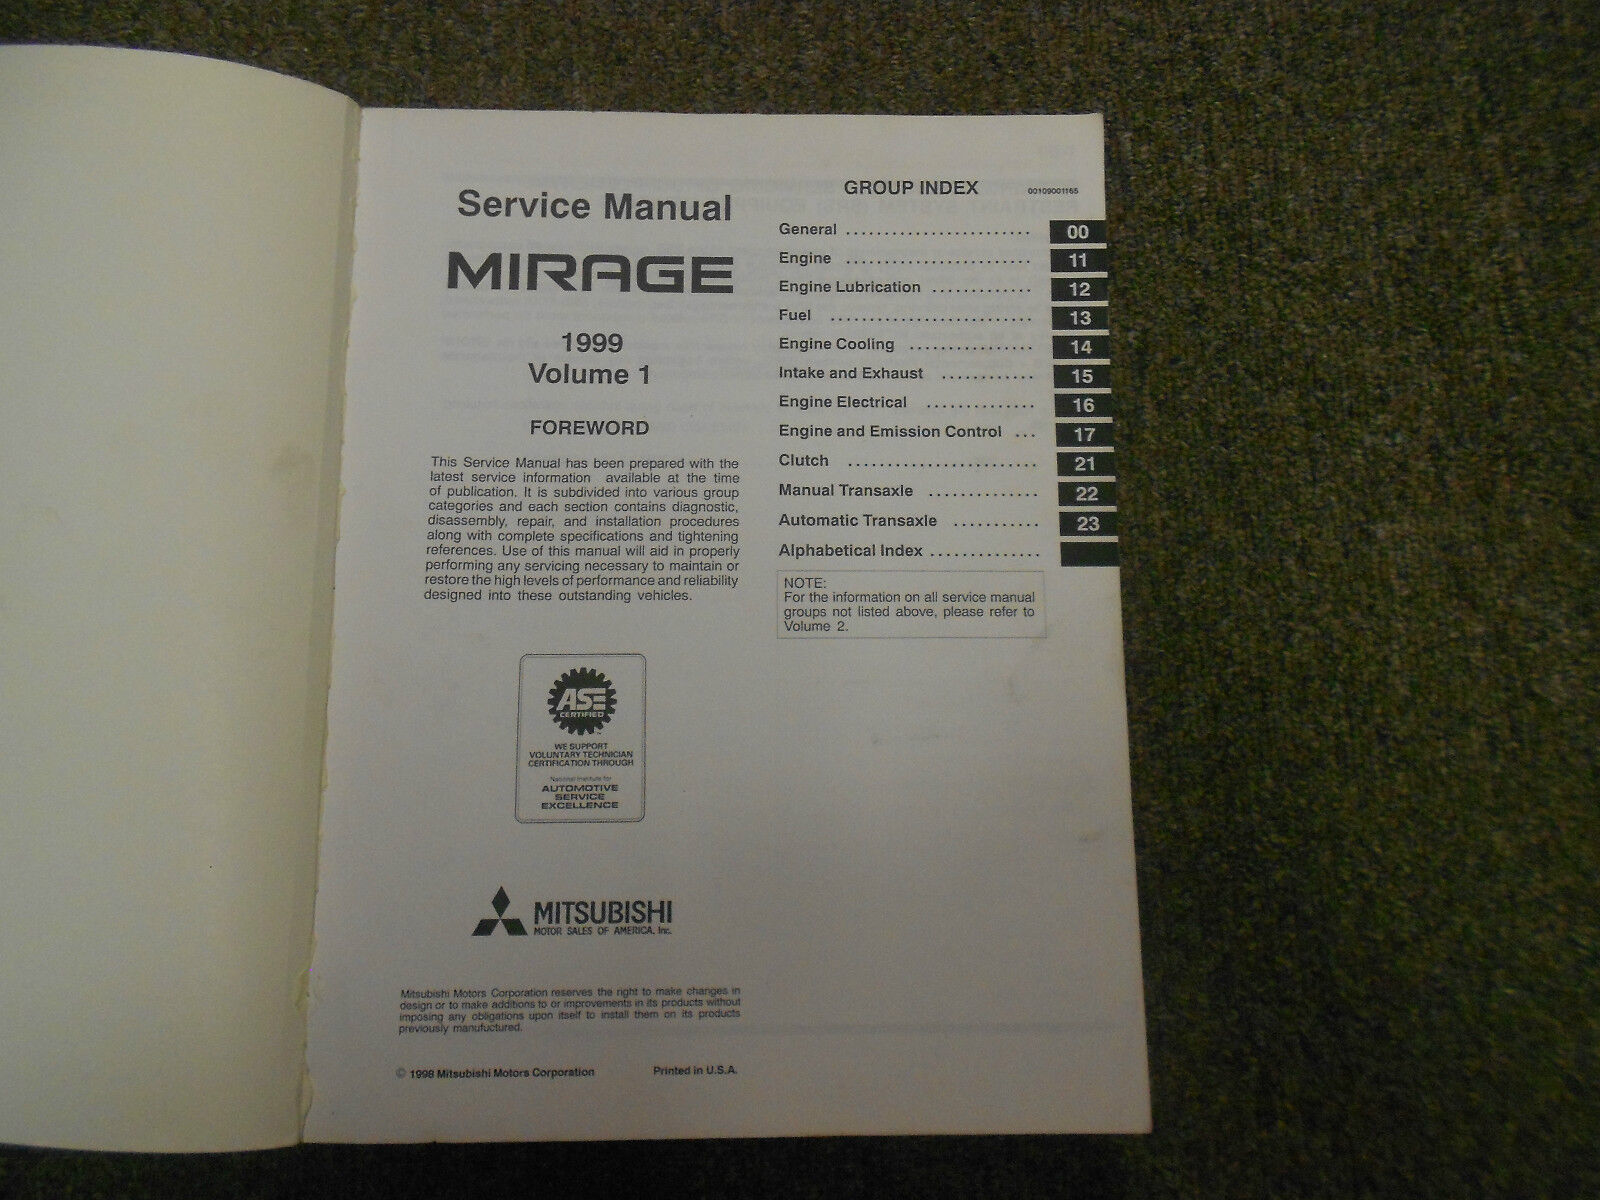 Service Manual
MIRAGE
1999
Volume 1
FOREWORD
This Service Manual has been prepared with the
latest service information available at the time
of publication. It is subdivided into various group
categories and each section contains diagnostic,
disassembly, repair, and installation procedures
along with complete specifications and tightening
references. Use of this manual will aid in properly
performing any servicing necessary to maintain or
restore the high levels of performance and reliability
designed into these outstanding vehicles.
ASE
CERTIFIED
WE SUPPORT
VOLUNTARY TECHNICIAN
CERTIFICATION THROUGH
National Institute for
AUTOMOTIVE
SERVICE
EXCELLENCE
MITSUBISHI
MOTOR SALES OF AMERICA, Inc.
Mitsubishi Motors Corporation reserves the right to make changes in
design or to make additions to or improvements in its products without
imposing any obligations upon itself to install them on its products
previously manufactured.
© 1998 Mitsubishi Motors Corporation Printed in U.S.A.
GROUP INDEX 00109001165
General ........................ 00
Engine ........................ 11
Engine Lubrication ............. 12
Fuel .......................... 13
Engine Cooling ................ 14
Intake and Exhaust ............ 15
Engine Electrical .............. 16
Engine and Emission Control ... 17
Clutch ........................ 21
Manual Transaxle .............. 22
Automatic Transaxle ........... 23
Alphabetical Index ..............
NOTE:
For the information on all service manual
groups not listed above, please refer to
Volume 2.